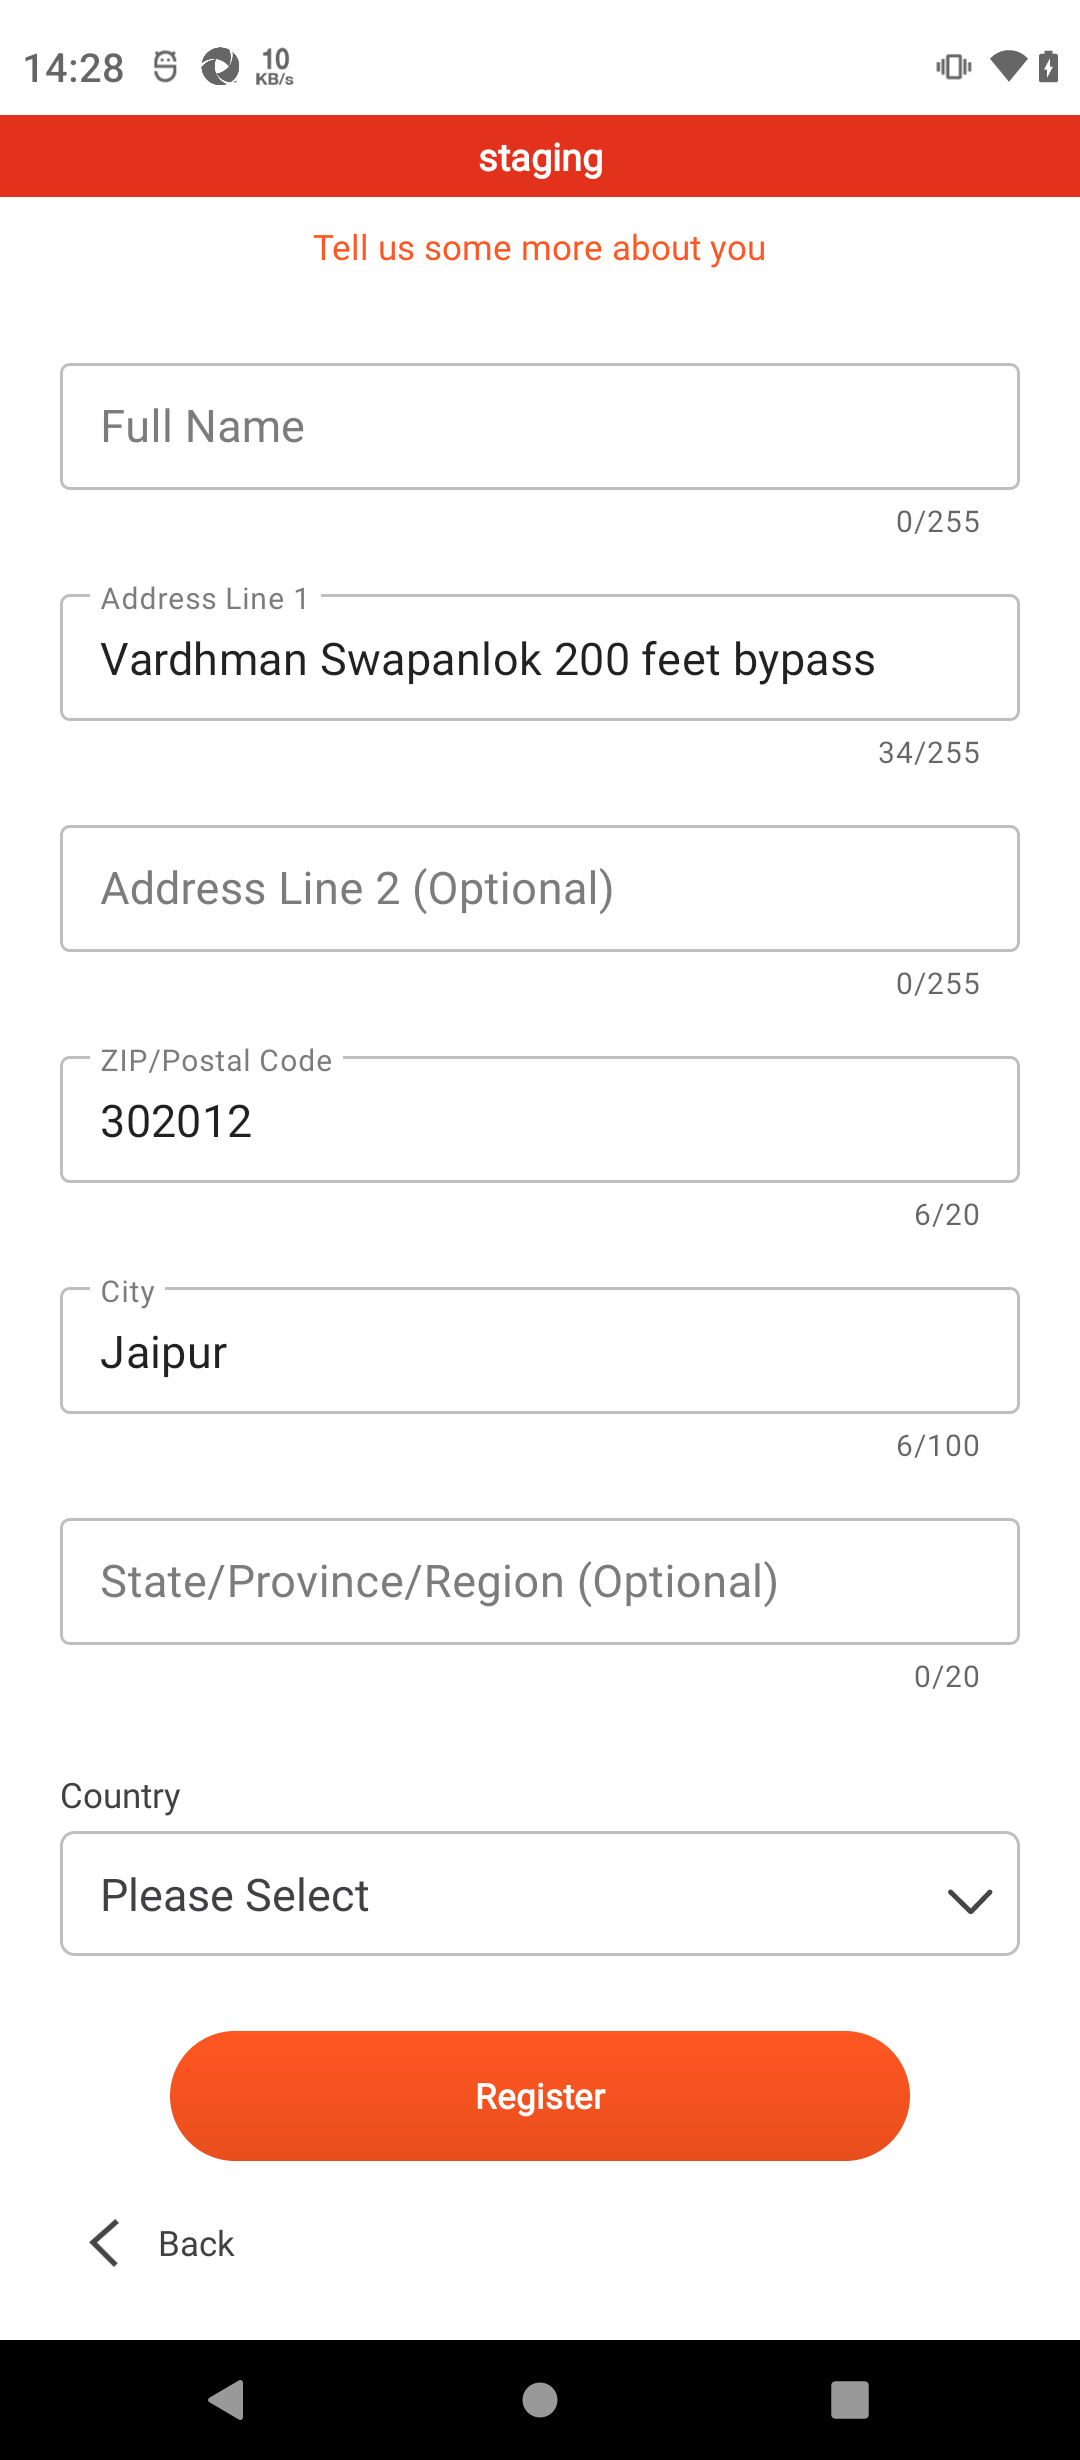 14:28
10
KB/s
staging
Tell us some more about you
Full Name
0/255
Address Line 1
Vardhman Swapanlok 200 feet bypass
34/255
Address Line 2 (Optional)
0/255
ZIP/Postal Code
302012
6/20
City
Jaipur
6/100
State/Province/Region (Optional)
0/20
Country
Please Select
Register
Back